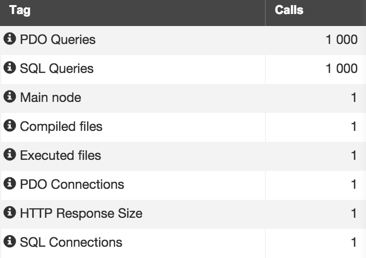 Tag Calls
PDO Queries 1 000
SQL Queries 1 000
Main node 1
Compiled files 1
Executed files 1
PDO Connections 1
HTTP Response Size 1
SQL Connections 1